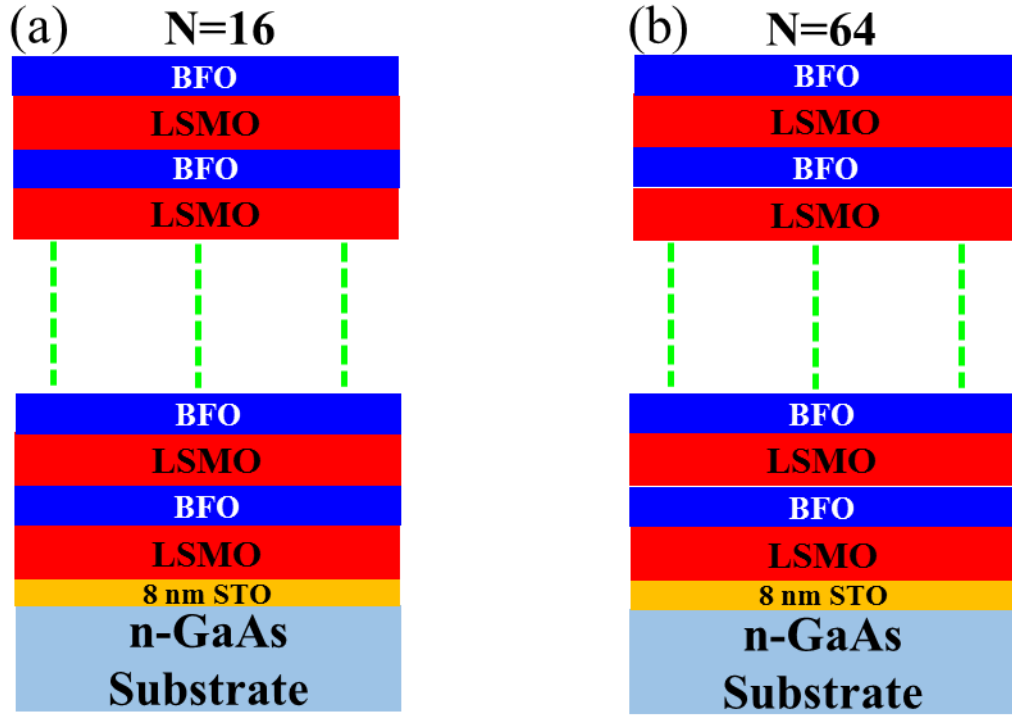 (a) N=16
BFO
LSMO
BFO
LSMO
BFO
LSMO
BFO
LSMO
8 nm STO
n-GaAs
Substrate
(b) N=64
BFO
LSMO
BFO
LSMO
BFO
LSMO
BFO
LSMO
8 nm STO
n-GaAs
Substrate